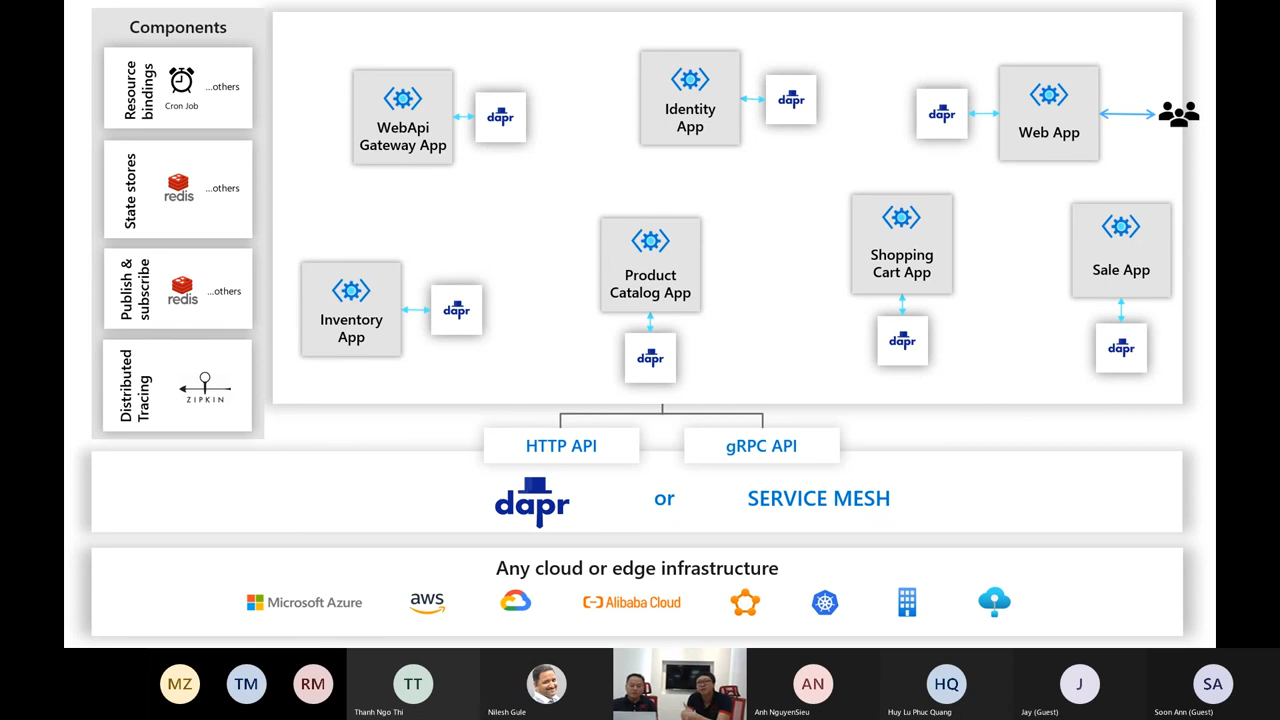 Components
Resource
bindings
Cron Job
...others
State stores
redis
...others
Publish &
subscribe
redis
...others
Distributed
Tracing
ZIPKIN
WebApi
Gateway App
dapr
Identity
App
dapr
dapr
Web App
Inventory
App
dapr
Product
Catalog App
dapr
Shopping
Cart App
dapr
Sale App
dapr
HTTP API
gRPC API
dapr
or
SERVICE MESH
Any cloud or edge infrastructure
Microsoft Azure
aws
Alibaba Cloud
MZ
TM
RM
TT
Thanh Ngo Thi
Nilesh Gule
AN
Anh NguyenSieu
HQ
Huy Lu Phuc Quang
J
Jay (Guest)
SA
Soon Ann (Guest)